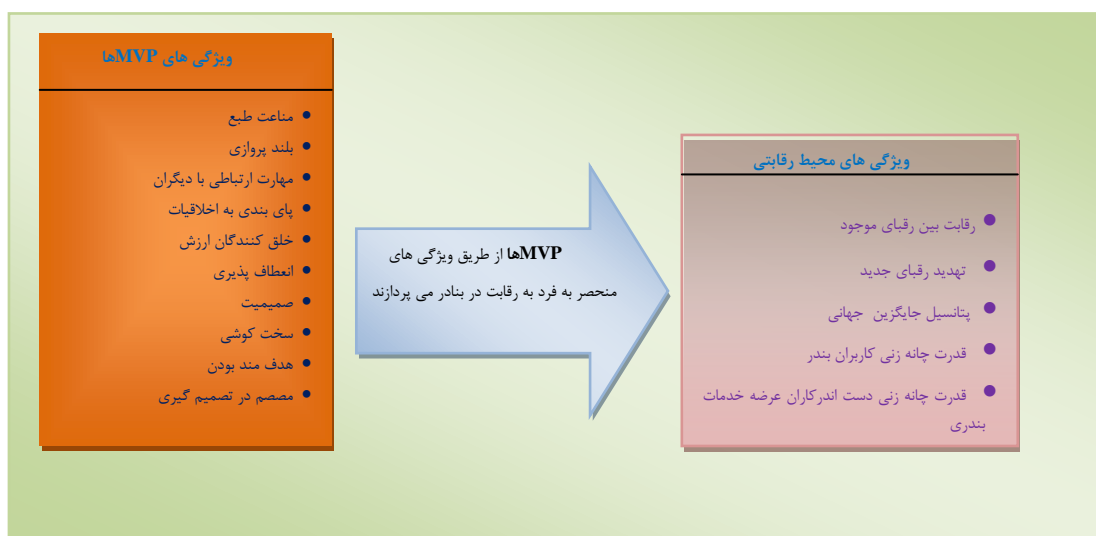 ویژگی های MVPها
مناعت طبع
بلند پروازی
مهارت ارتباطی با دیگران
پای بندی به اخلاقیات
خلق کنندگان ارزش
انعطاف پذیری
صمیمیت
سخت کوشی
هدف مند بودن
مصصم در تصمیم گیری
MVPها از طریق ویژگی های
منحصر به فرد به رقابت در بنادر می پردازند
ویژگی های محیط رقابتی
رقابت بین رقبای موجود
تهدید رقبای جدید
پتانسیل جایگزین جهانی
قدرت چانه زنی کاربران بندر
قدرت چانه زنی دست اندرکاران عرضه خدمات
بندری